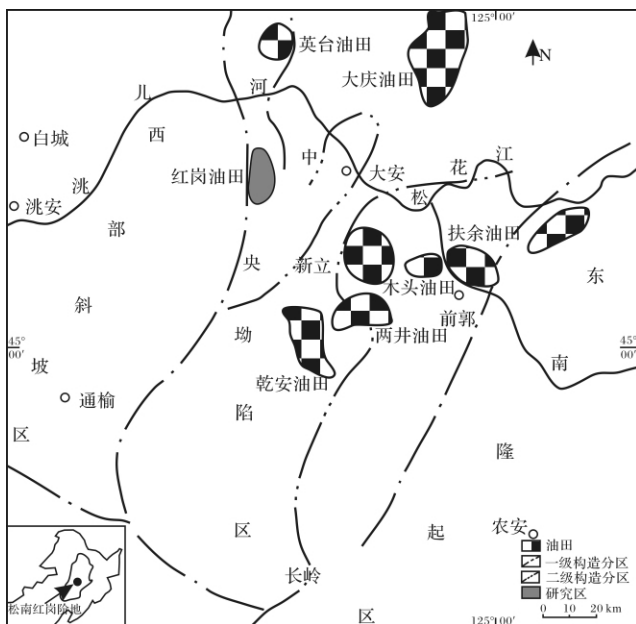 125° 00′
英台油田
N
大庆油田
洮儿河
白城
西部斜坡区
中央坳陷区
大安
松花江
红岗油田
洮安
扶余油田
新立
木头油田
东南隆起区
前郭
45° 00′
45° 00′
两井油田
乾安油田
通榆
农安
长岭
油田
一级构造分区
二级构造分区
研究区
松南红岗阶地
125° 00′
0 10 20 km